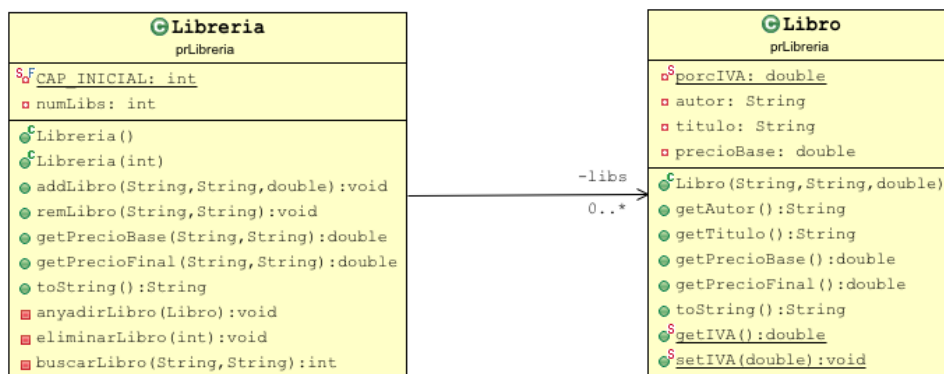 Libreria
prLibreria
CAP_INICIAL: int
numLibs: int
Libreria()
Libreria(int)
addLibro(String,String,double):void
remLibro(String,String):void
getPrecioBase(String,String):double
getPrecioFinal(String,String):double
toString():String
anyadirLibro(Libro):void
eliminarLibro(int):void
buscarLibro(String,String):int
-libs
0..*
Libro
prLibreria
porcIVA: double
autor: String
titulo: String
precioBase: double
Libro(String,String,double)
getAutor():String
getTitulo():String
getPrecioBase():double
getPrecioFinal():double
toString():String
getIVA():double
setIVA(double):void